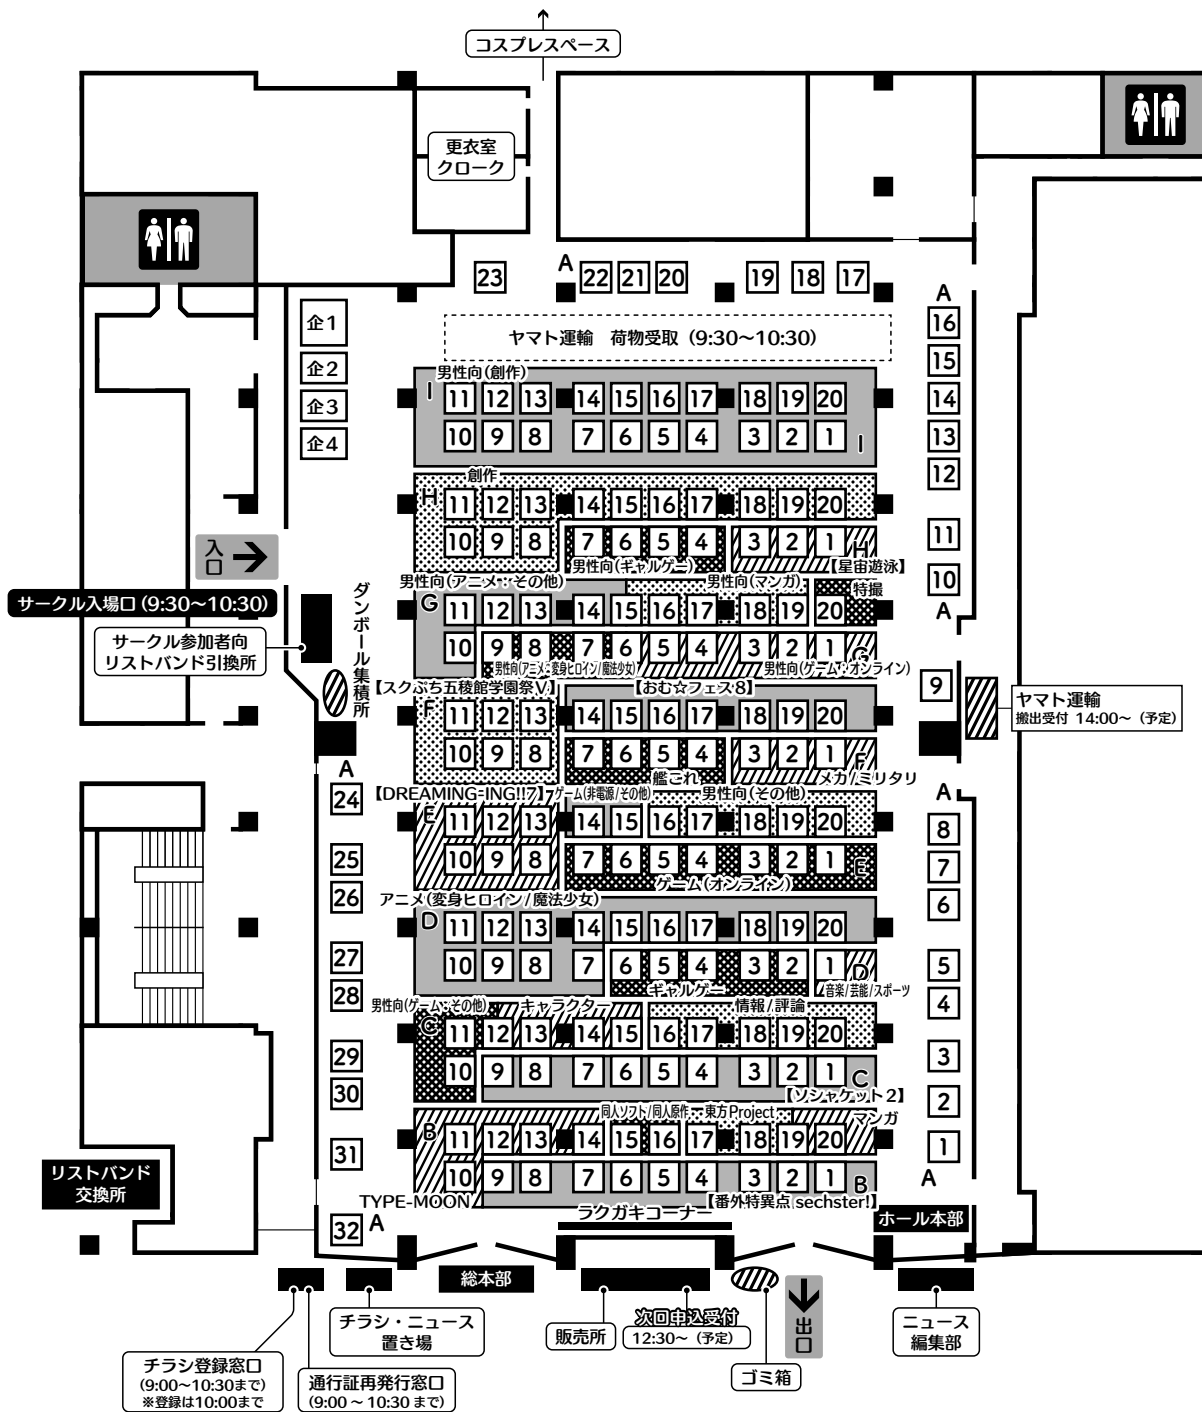 コスプレスペース
更衣室
クローク
23
A
22 21 20
19 18 17
A
16
15
14
13
12
11
10
A
9
企1
企2
企3
企4
ヤマト運輸 荷物受取（9:30～10:30）
男性向(創作)
I
11 12 13 14 15 16 17 18 19 20
10 9 8 7 6 5 4 3 2 1
I
創作
H
11 12 13 14 15 16 17 18 19 20
10 9 8 7 6 5 4 3 2 1
H
男性向(ギャルゲー)
【星宙遊泳】
入口
サークル入場口（9:30～10:30）
サークル参加者向
リストバンド引換所
ダンボール集積所
男性向(アニメ：その他)
男性向(マンガ)
特撮
G
11 12 13 14 15 16 17 18 19 20
10 9 8 7 6 5 4 3 2 1
G
男性向(アニメ：変身ヒロイン/魔法少女)
男性向(ゲーム：オンライン)
【スクぷち五稜館学園祭Ⅴ】
【おむ☆フェス8】
F
11 12 13 14 15 16 17 18 19 20
10 9 8 7 6 5 4 3 2 1
F
艦これ
メカ/ミリタリ
ヤマト運輸
搬出受付 14:00～（予定）
【DREAMING-ING!!7】
ゲーム(非電源/その他)
男性向(その他)
E
11 12 13 14 15 16 17 18 19 20
10 9 8 7 6 5 4 3 2 1
E
ゲーム(オンライン)
アニメ(変身ヒロイン/魔法少女)
D
11 12 13 14 15 16 17 18 19 20
10 9 8 7 6 5 4 3 2 1
D
ギャルゲー
音楽/芸能/スポーツ
男性向(ゲーム：その他)
キャラクター
情報/評論
C
11 12 13 14 15 16 17 18 19 20
10 9 8 7 6 5 4 3 2 1
C
【ソシャケット2】
同人ソフト/同人原作
東方Project
マンガ
B
11 12 13 14 15 16 17 18 19 20
10 9 8 7 6 5 4 3 2 1
B
TYPE-MOON
【番外特異点 sechster!】
A
24
25
26
27
28
29
30
31
32
A
A
8
7
6
5
4
3
2
1
A
リストバンド
交換所
ラクガキコーナー
ホール本部
総本部
チラシ・ニュース
置き場
販売所
次回申込受付
12:30～（予定）
出口
ニュース
編集部
チラシ登録窓口
(9:00～10:30まで)
※登録は10:00まで
通行証再発行窓口
(9:00～10:30まで)
ゴミ箱